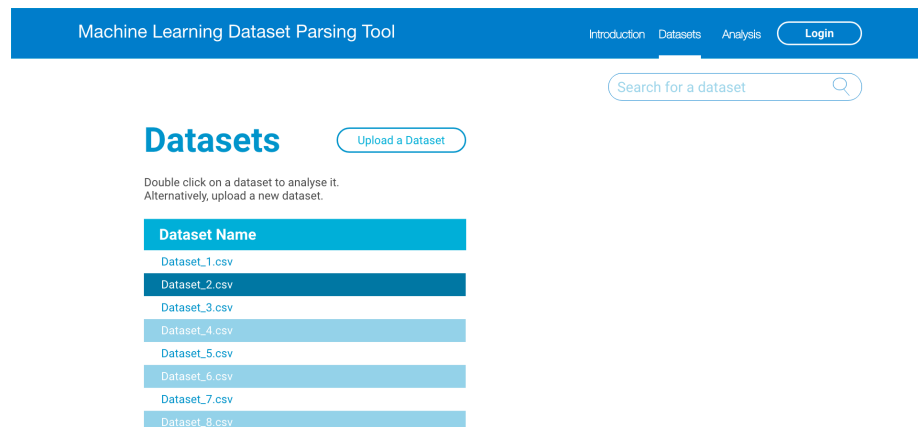 Machine Learning Dataset Parsing Tool
Introduction Datasets Analysis Login
Search for a dataset
Datasets
Upload a Dataset
Double click on a dataset to analyse it.
Alternatively, upload a new dataset.
Dataset Name
Dataset_1.csv
Dataset_2.csv
Dataset_3.csv
Dataset_4.csv
Dataset_5.csv
Dataset_6.csv
Dataset_7.csv
Dataset_8.csv